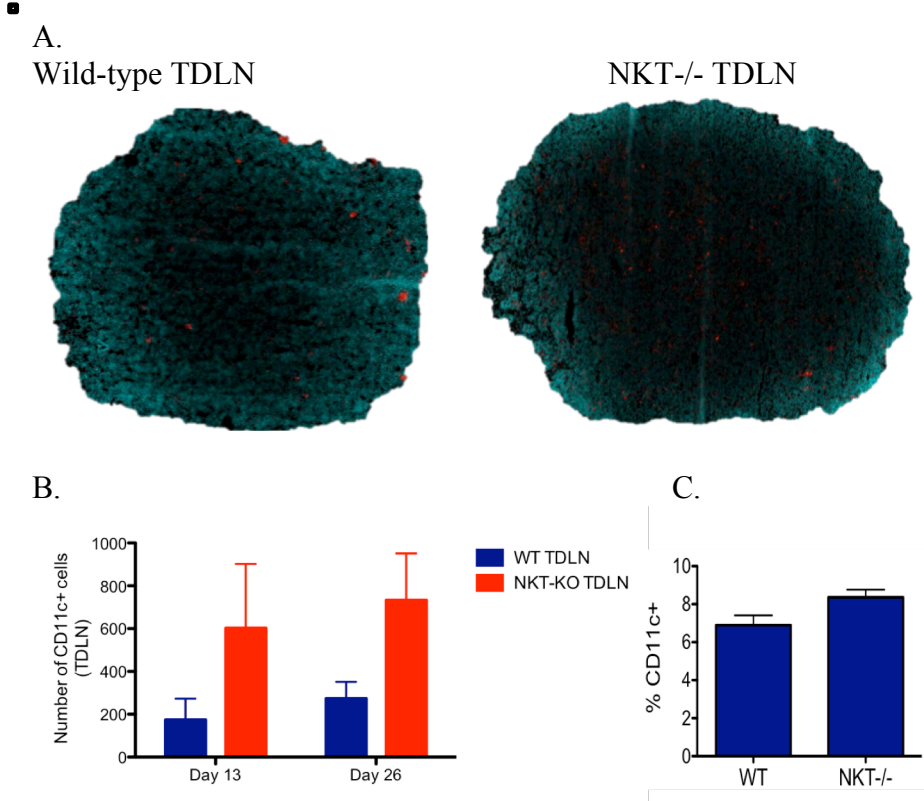 A.
Wild-type TDLN
NKT-/- TDLN
B.
C.
Number of CD11c+ cells
(TDLN)
1000
800
600
400
200
0
Day 13
Day 26
WT TDLN
NKT-KO TDLN
% CD11c+
10
8
6
4
2
0
WT
NKT-/-